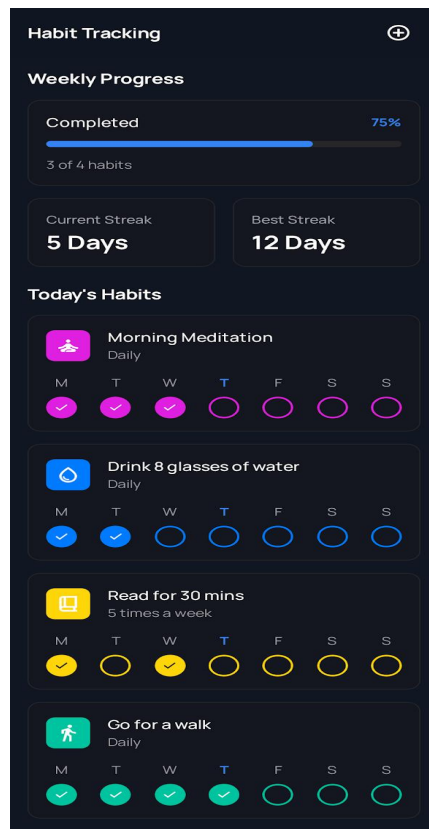 Habit Tracking
Weekly Progress
Completed 75%
3 of 4 habits
Current Streak Best Streak
5 Days 12 Days
Today's Habits
Morning Meditation
Daily
M T W T F S S
Drink 8 glasses of water
Daily
M T W T F S S
Read for 30 mins
5 times a week
M T W T F S S
Go for a walk
Daily
M T W T F S S